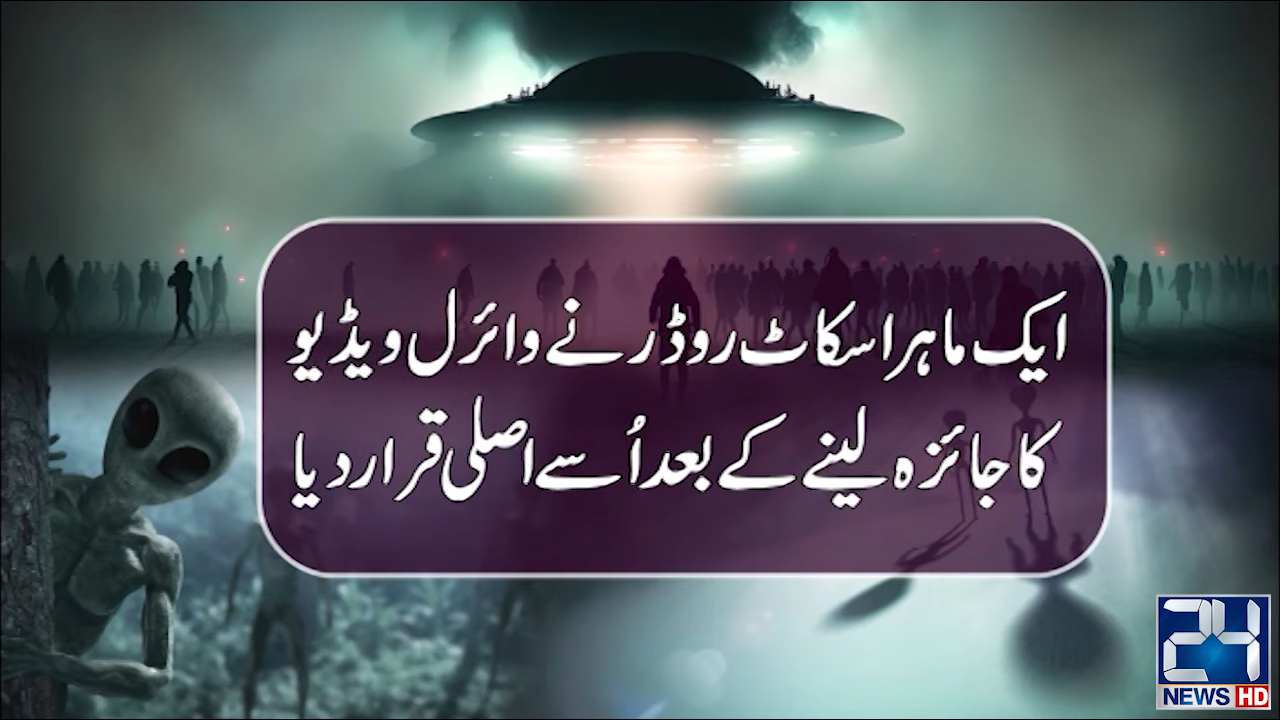 ایک ماہر اسکاٹ روڈر نے وائرل ویڈیو
کا جائزہ لینے کے بعد اُسے اصلی قرار دیا
24
NEWS HD